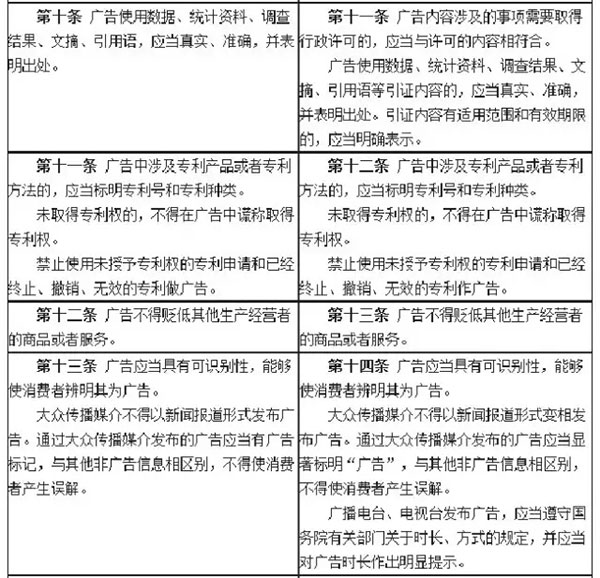 第十条 广告使用数据、统计资料、调查
结果、文摘、引用语，应当真实、准确，并表
明出处。
第十一条 广告内容涉及的事项需要取得
行政许可的，应当与许可的内容相符合。
广告使用数据、统计资料、调查结果、文
摘、引用语等引证内容的，应当真实、准确，
并表明出处。引证内容有适用范围和有效期限
的，应当明确表示。
第十一条 广告中涉及专利产品或者专利
方法的，应当标明专利号和专利种类。
未取得专利权的，不得在广告中谎称取得
专利权。
禁止使用未授予专利权的专利申请和已经
终止、撤销、无效的专利做广告。
第十二条 广告中涉及专利产品或者专利
方法的，应当标明专利号和专利种类。
未取得专利权的，不得在广告中谎称取得
专利权。
禁止使用未授予专利权的专利申请和已经
终止、撤销、无效的专利作广告。
第十二条 广告不得贬低其他生产经营者
的商品或者服务。
第十三条 广告不得贬低其他生产经营者
的商品或者服务。
第十三条 广告应当具有可识别性，能够
使消费者辨明其为广告。
大众传播媒介不得以新闻报道形式发布广
告。通过大众传播媒介发布的广告应当有广告
标记，与其他非广告信息相区别，不得使消费
者产生误解。
第十四条 广告应当具有可识别性，能够
使消费者辨明其为广告。
大众传播媒介不得以新闻报道形式变相
发布广告。通过大众传播媒介发布的广告应当显
著标明“广告”，与其他非广告信息相区别，
不得使消费者产生误解。
广播电台、电视台发布广告，应当遵守国
务院有关部门关于时长、方式的规定，并应当
对广告时长作出明显提示。